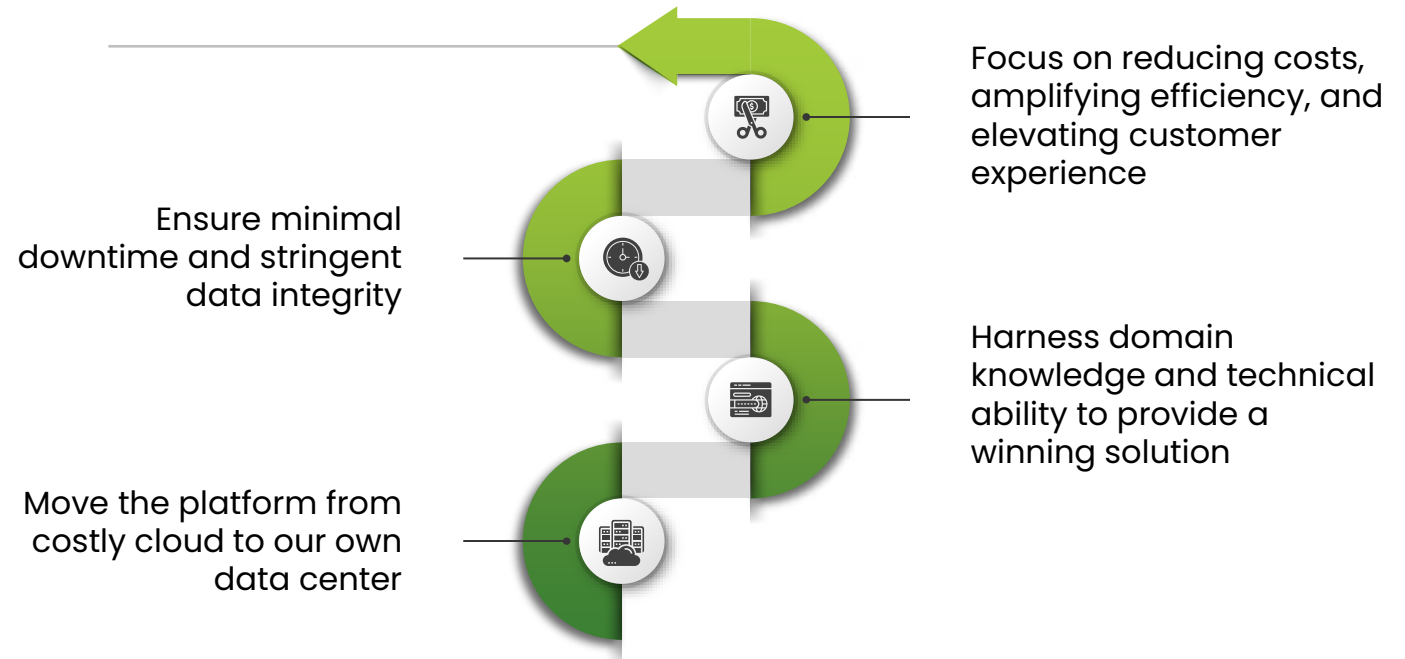 Focus on reducing costs,
amplifying efficiency, and
elevating customer
experience
Ensure minimal
downtime and stringent
data integrity
Harness domain
knowledge and technical
ability to provide a
winning solution
Move the platform from
costly cloud to our own
data center